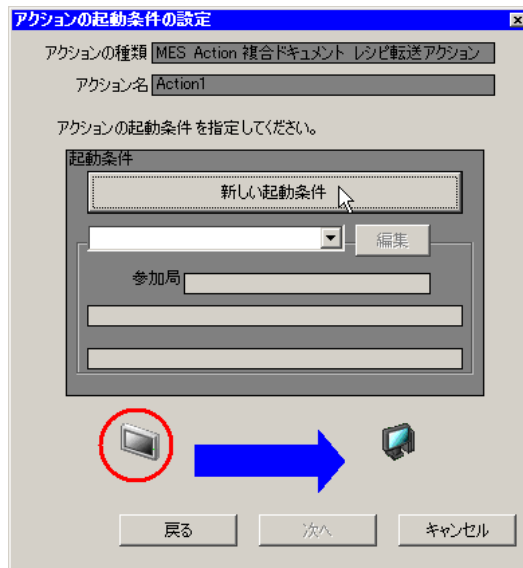 アクションの起動条件の設定
アクションの種類 MES Action 複合ドキュメント レシピ転送アクション
アクション名 Action1
アクションの起動条件を指定してください。
起動条件
新しい起動条件
編集
参加局
戻る 次へ キャンセル